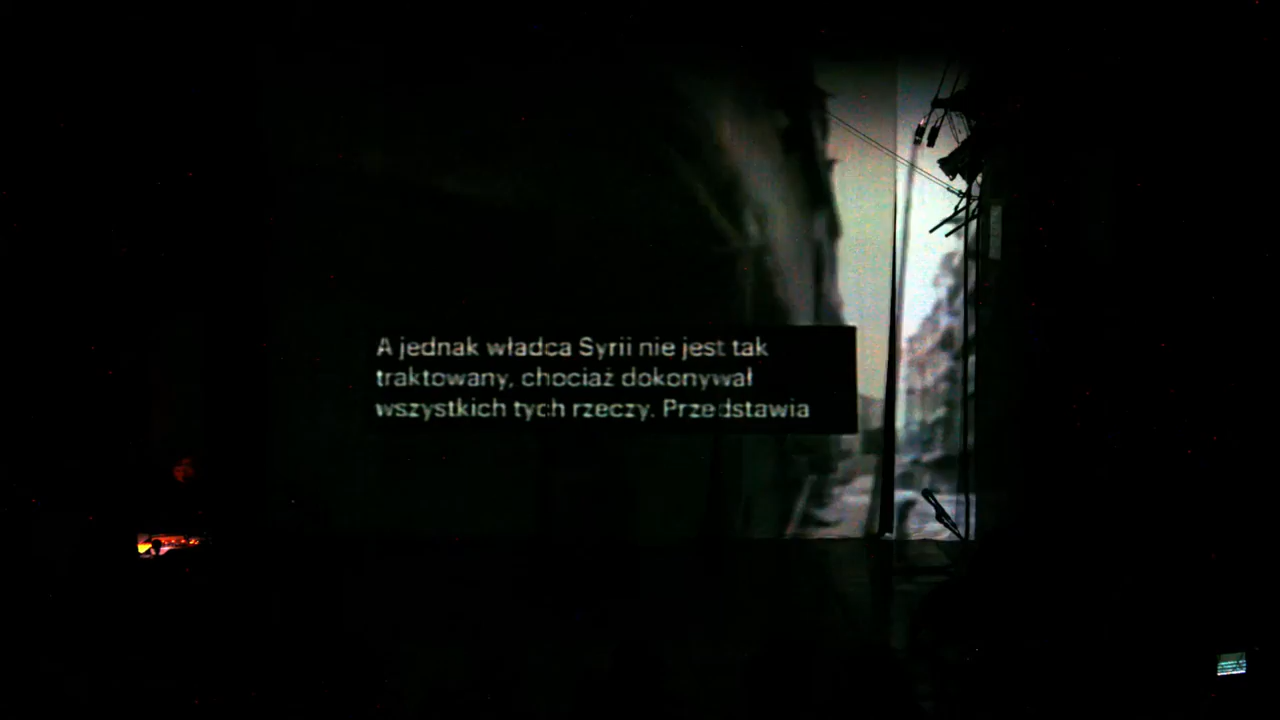 A jednak władca Syrii nie jest tak
traktowany, chociaż dokonywał
wszystkich tych rzeczy. Przedstawia